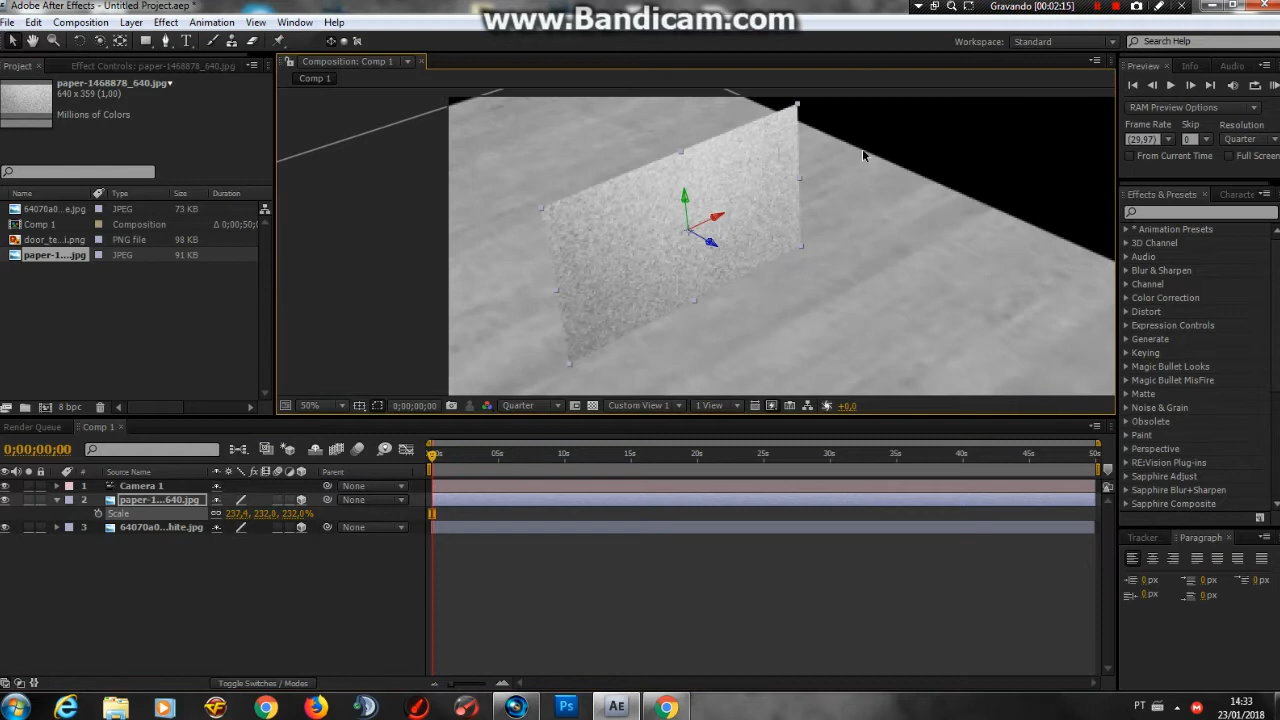 Adobe After Effects - Untitled Project.aep *
www.Bandicam.com
Gravando [00:02:15]
File Edit Composition Layer Effect Animation View Window Help
Workspace: Standard
Search Help
Project
Effect Controls: paper-1468878_640.jpg
Composition: Comp 1
Preview Info Audio
Comp 1
paper-1468878_640.jpg
640 x 359 (1,00)
Millions of Colors
RAM Preview Options
Frame Rate Skip Resolution
(29,97) 0 Quarter
From Current Time Full Screen
Name Type Size Duration
64070a0...e.jpg JPEG 73 KB
Comp 1 Composition Δ 0;00;50;0
door_te...i.png PNG file 98 KB
paper-1....jpg JPEG 91 KB
Effects & Presets Characte
* Animation Presets
3D Channel
Audio
Blur & Sharpen
Channel
Color Correction
Distort
Expression Controls
Generate
Keying
Magic Bullet Looks
Magic Bullet MisFire
Matte
Noise & Grain
Obsolete
Paint
Perspective
RE:Vision Plug-ins
Sapphire Adjust
Sapphire Blur+Sharpen
Sapphire Composite
8 bpc
50% 0;00;00;00 Quarter Custom View 1 1 View +0,0
Render Queue Comp 1
0;00;00;00
05s 10s 15s 20s 25s 30s 35s 40s 45s 50s
# Source Name Parent
1 Camera 1 None
2 paper-1...640.jpg None
Scale 237,4, 232,0, 232,0%
3 64070a0...hite.jpg None
Tracker Paragraph
0 px 0 px 0 px
0 px 0 px
Toggle Switches / Modes
Ps AE
PT 14:33
23/01/2018